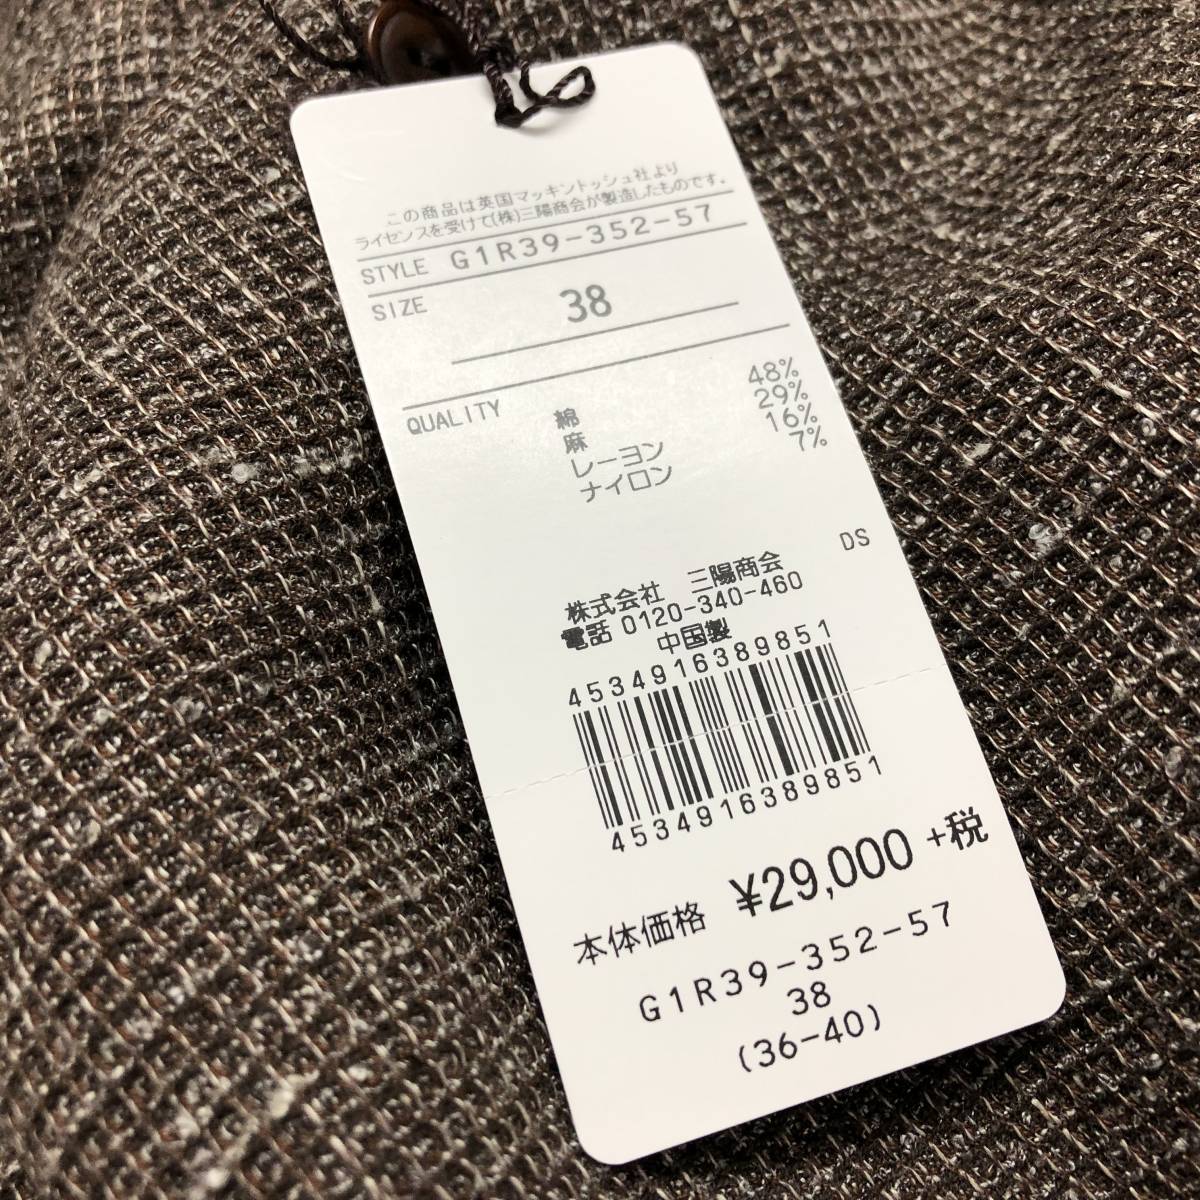 この商品は英国マッキントッシュ社より
ライセンスを受けて(株)三陽商会が製造したものです。
STYLE G1R39-352-57
SIZE 38
QUALITY 綿 48%
麻 29%
レーヨン 16%
ナイロン 7%
DS
株式会社 三陽商会
電話 0120-340-460
中国製
4534916389851
4534916389851
本体価格 ¥29,000 +税
G1R39-352-57
38
(36-40)